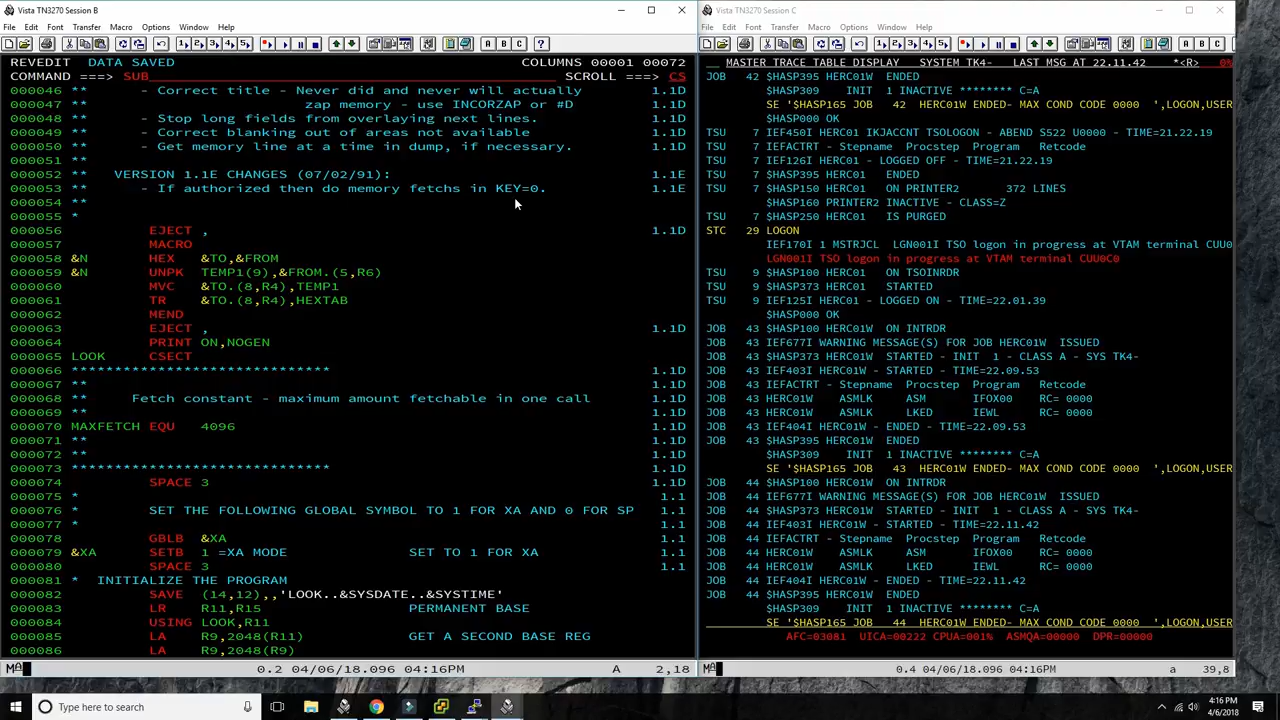 Vista TN3270 Session B
File Edit Font Transfer Macro Options Window Help
REVEDIT DATA SAVED COLUMNS 00001 00072
COMMAND ===> SUB SCROLL ===> CS
000046 ** - Correct title - Never did and never will actually 1.1D
000047 ** zap memory - use INCORZAP or #D 1.1D
000048 ** - Stop long fields from overlaying next lines. 1.1D
000049 ** - Correct blanking out of areas not available 1.1D
000050 ** - Get memory line at a time in dump, if necessary. 1.1D
000051 **
000052 ** VERSION 1.1E CHANGES (07/02/91): 1.1E
000053 ** - If authorized then do memory fetchs in KEY=0. 1.1E
000054 **
000055 *
000056 EJECT , 1.1D
000057 MACRO
000058 &N HEX &TO,&FROM
000059 &N UNPK TEMP1(9),&FROM.(5,R6)
000060 MVC &TO.(8,R4),TEMP1
000061 TR &TO.(8,R4),HEXTAB
000062 MEND
000063 EJECT , 1.1D
000064 PRINT ON,NOGEN
000065 LOOK CSECT
000066 ****************************** 1.1D
000067 ** 1.1D
000068 ** Fetch constant - maximum amount fetchable in one call 1.1D
000069 ** 1.1D
000070 MAXFETCH EQU 4096 1.1D
000071 ** 1.1D
000072 ** 1.1D
000073 ****************************** 1.1D
000074 SPACE 3 1.1D
000075 * 1.1
000076 * SET THE FOLLOWING GLOBAL SYMBOL TO 1 FOR XA AND 0 FOR SP 1.1
000077 * 1.1
000078 GBLB &XA 1.1
000079 &XA SETB 1 =XA MODE SET TO 1 FOR XA 1.1
000080 SPACE 3 1.1
000081 * INITIALIZE THE PROGRAM
000082 SAVE (14,12),,'LOOK..&SYSDATE..&SYSTIME'
000083 LR R11,R15 PERMANENT BASE
000084 USING LOOK,R11
000085 LA R9,2048(R11) GET A SECOND BASE REG
000086 LA R9,2048(R9)
MA 0.2 04/06/18.096 04:16PM A 2,18
Vista TN3270 Session C
File Edit Font Transfer Macro Options Window Help
MASTER TRACE TABLE DISPLAY SYSTEM TK4- LAST MSG AT 22.11.42 *<R> 0%
JOB 42 $HASP395 HERC01W ENDED
$HASP309 INIT 1 INACTIVE ******** C=A
SE '$HASP165 JOB 42 HERC01W ENDED- MAX COND CODE 0000 ',LOGON,USER
$HASP000 OK
TSU 7 IEF450I HERC01 IKJACCNT TSOLOGON - ABEND S522 U0000 - TIME=21.22.19
TSU 7 IEFACTRT - Stepname Procstep Program Retcode
TSU 7 IEF126I HERC01 - LOGGED OFF - TIME=21.22.19
TSU 7 $HASP395 HERC01 ENDED
TSU 7 $HASP150 HERC01 ON PRINTER2 372 LINES
$HASP160 PRINTER2 INACTIVE - CLASS=Z
TSU 7 $HASP250 HERC01 IS PURGED
STC 29 LOGON
IEF170I 1 MSTRJCL LGN001I TSO logon in progress at VTAM terminal CUU0
LGN001I TSO logon in progress at VTAM terminal CUU0C0
TSU 9 $HASP100 HERC01 ON TSOINRDR
TSU 9 $HASP373 HERC01 STARTED
TSU 9 IEF125I HERC01 - LOGGED ON - TIME=22.01.39
$HASP000 OK
JOB 43 $HASP100 HERC01W ON INTRDR
JOB 43 IEF677I WARNING MESSAGE(S) FOR JOB HERC01W ISSUED
JOB 43 $HASP373 HERC01W STARTED - INIT 1 - CLASS A - SYS TK4-
JOB 43 IEF403I HERC01W - STARTED - TIME=22.09.53
JOB 43 IEFACTRT - Stepname Procstep Program Retcode
JOB 43 HERC01W ASMLK ASM IFOX00 RC= 0000
JOB 43 HERC01W ASMLK LKED IEWL RC= 0000
JOB 43 IEF404I HERC01W - ENDED - TIME=22.09.53
JOB 43 $HASP395 HERC01W ENDED
$HASP309 INIT 1 INACTIVE ******** C=A
SE '$HASP165 JOB 43 HERC01W ENDED- MAX COND CODE 0000 ',LOGON,USER
JOB 44 $HASP100 HERC01W ON INTRDR
JOB 44 IEF677I WARNING MESSAGE(S) FOR JOB HERC01W ISSUED
JOB 44 $HASP373 HERC01W STARTED - INIT 1 - CLASS A - SYS TK4-
JOB 44 IEF403I HERC01W - STARTED - TIME=22.11.42
JOB 44 IEFACTRT - Stepname Procstep Program Retcode
JOB 44 HERC01W ASMLK ASM IFOX00 RC= 0000
JOB 44 HERC01W ASMLK LKED IEWL RC= 0000
JOB 44 IEF404I HERC01W - ENDED - TIME=22.11.42
JOB 44 $HASP395 HERC01W ENDED
$HASP309 INIT 1 INACTIVE ******** C=A
SE '$HASP165 JOB 44 HERC01W ENDED- MAX COND CODE 0000 ',LOGON,USER
AFC=03081 UICA=00222 CPUA=001% ASMQA=00000 DPR=00000
MA 0.4 04/06/18.096 04:16PM a 39,8
Type here to search
4:16 PM
4/6/2018